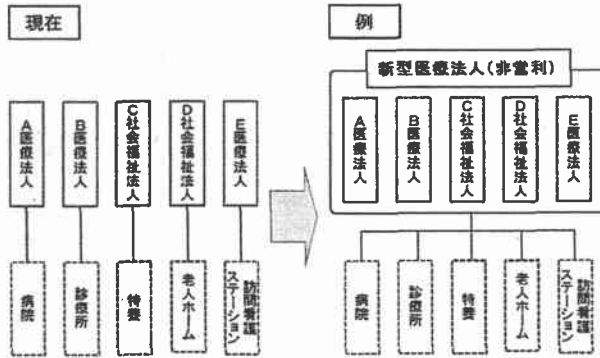 現在
A医療法人
B医療法人
C社会福祉法人
D社会福祉法人
E医療法人
病院
診療所
特養
老人ホーム
訪問看護
ステーション
例
新型医療法人(非営利)
A医療法人
B医療法人
C社会福祉法人
D社会福祉法人
E医療法人
病院
診療所
特養
老人ホーム
訪問看護
ステーション